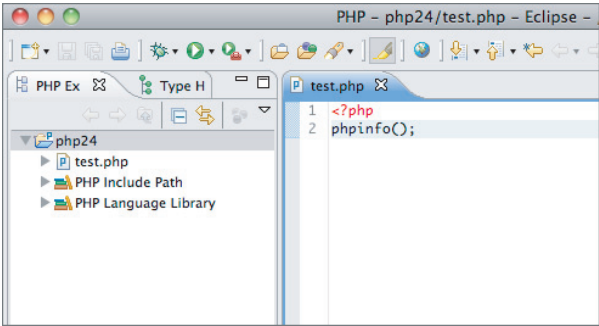 PHP – php24/test.php – Eclipse –
PHP Ex
Type H
test.php
php24
test.php
PHP Include Path
PHP Language Library
1 <?php
2 phpinfo();